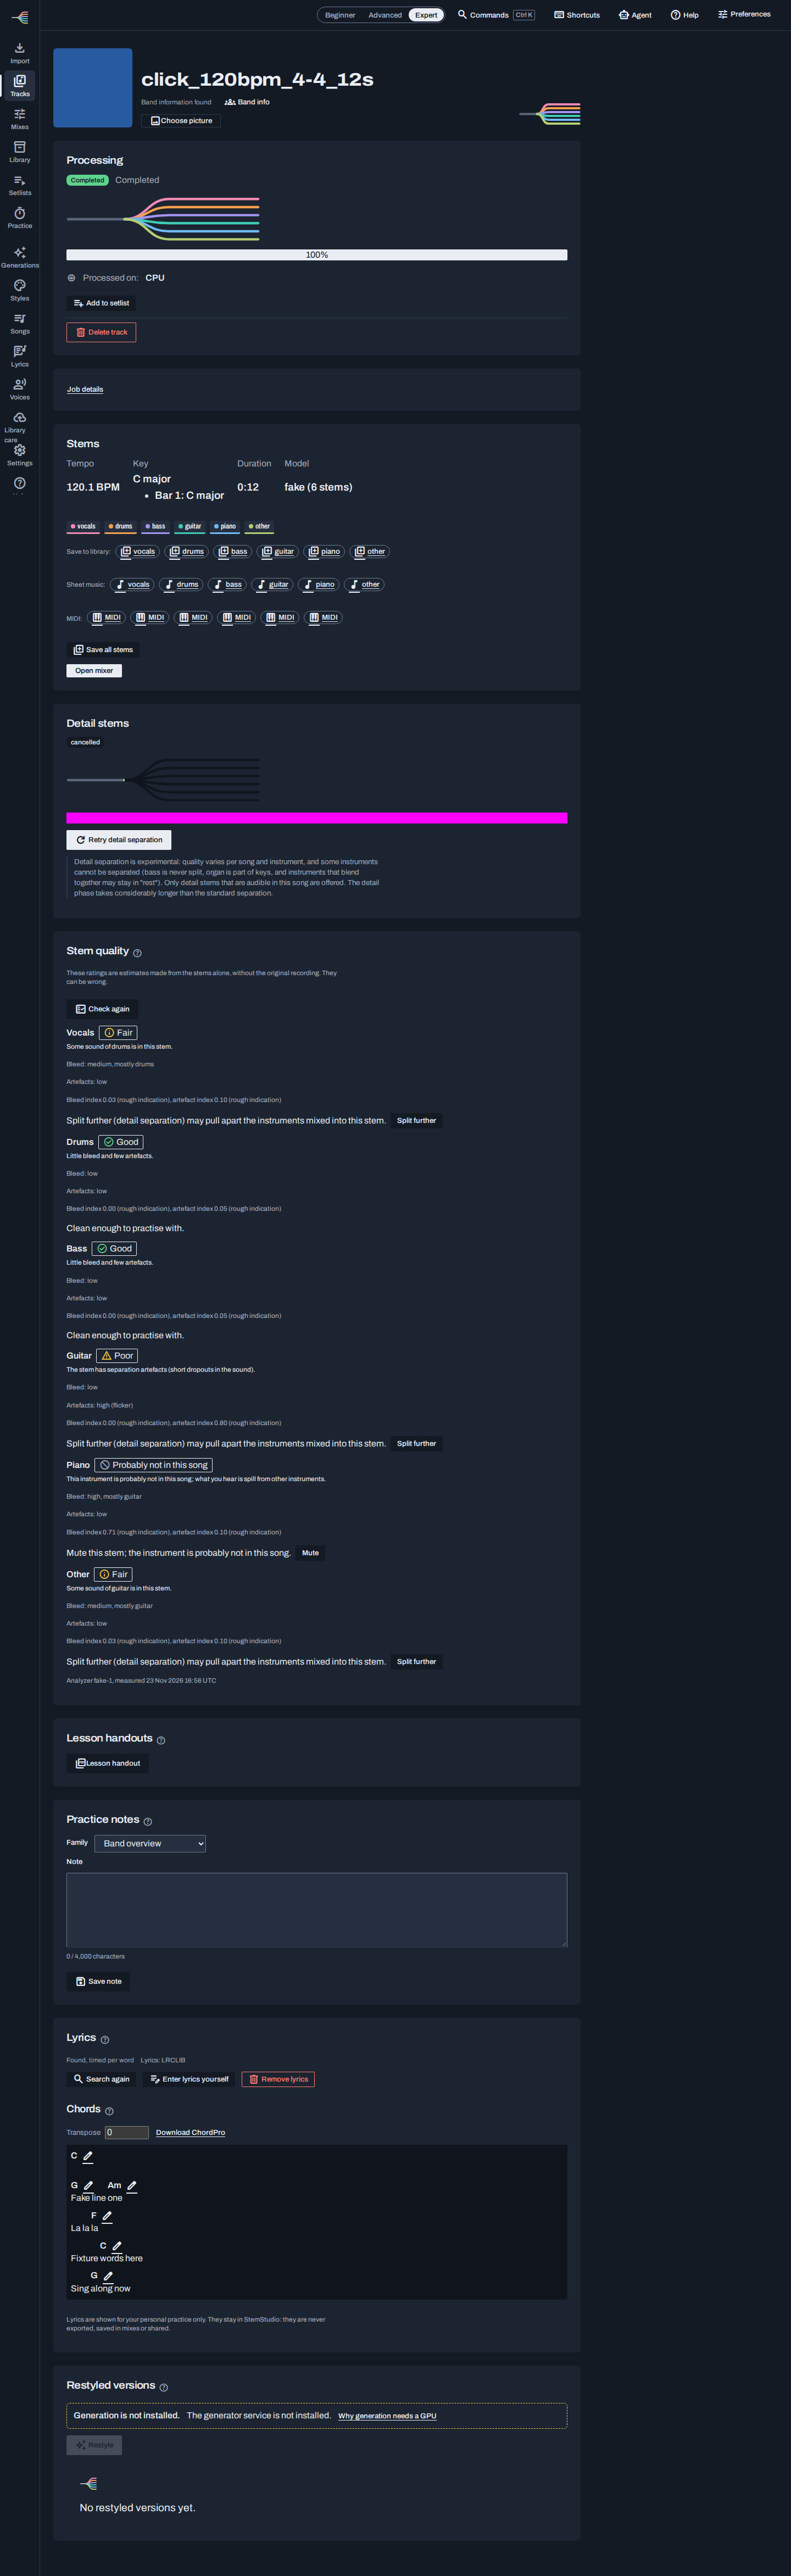 Beginner Advanced Expert Commands Ctrl K Shortcuts Agent Help Preferences
Import
Tracks
Mixes
Library
Setlists
Practice
Generations
Styles
Songs
Lyrics
Voices
Library care
Settings
click_120bpm_4-4_12s
Band information found Band info
Choose picture
Processing
Completed Completed
100%
Processed on: CPU
Add to setlist
Delete track
Job details
Stems
Tempo Key Duration Model
120.1 BPM C major 0:12 fake (6 stems)
• Bar 1: C major
vocals drums bass guitar piano other
Save to library: vocals drums bass guitar piano other
Sheet music: vocals drums bass guitar piano other
MIDI: MIDI MIDI MIDI MIDI MIDI MIDI
Save all stems
Open mixer
Detail stems
cancelled
Retry detail separation
Detail separation is experimental: quality varies per song and instrument, and some instruments
cannot be separated (bass is never split, organ is part of keys, and instruments that blend
together may stay in "rest"). Only detail stems that are audible in this song are offered. The detail
phase takes considerably longer than the standard separation.
Stem quality
These ratings are estimates made from the stems alone, without the original recording. They
can be wrong.
Check again
Vocals Fair
Some sound of drums is in this stem.
Bleed: medium, mostly drums
Artefacts: low
Bleed index 0.03 (rough indication), artefact index 0.10 (rough indication)
Split further (detail separation) may pull apart the instruments mixed into this stem. Split further
Drums Good
Little bleed and few artefacts.
Bleed: low
Artefacts: low
Bleed index 0.00 (rough indication), artefact index 0.05 (rough indication)
Clean enough to practise with.
Bass Good
Little bleed and few artefacts.
Bleed: low
Artefacts: low
Bleed index 0.00 (rough indication), artefact index 0.05 (rough indication)
Clean enough to practise with.
Guitar Poor
The stem has separation artefacts (short dropouts in the sound).
Bleed: low
Artefacts: high (flicker)
Bleed index 0.00 (rough indication), artefact index 0.80 (rough indication)
Split further (detail separation) may pull apart the instruments mixed into this stem. Split further
Piano Probably not in this song
This instrument is probably not in this song; what you hear is spill from other instruments.
Bleed: high, mostly guitar
Artefacts: low
Bleed index 0.71 (rough indication), artefact index 0.10 (rough indication)
Mute this stem; the instrument is probably not in this song. Mute
Other Fair
Some sound of guitar is in this stem.
Bleed: medium, mostly guitar
Artefacts: low
Bleed index 0.03 (rough indication), artefact index 0.10 (rough indication)
Split further (detail separation) may pull apart the instruments mixed into this stem. Split further
Analyzer fake-1, measured 23 Nov 2026 18:56 UTC
Lesson handouts
Lesson handout
Practice notes
Family Band overview
Note
0 / 4,000 characters
Save note
Lyrics
Found, timed per word Lyrics: LRCLIB
Search again Enter lyrics yourself Remove lyrics
Chords
Transpose 0 Download ChordPro
C
G Am
Fake line one
F
La la la
C
Fixture words here
G
Sing along now
Lyrics are shown for your personal practice only. They stay in StemStudio: they are never
exported, saved in mixes or shared.
Restyled versions
Generation is not installed. The generator service is not installed. Why generation needs a GPU
Restyle
No restyled versions yet.